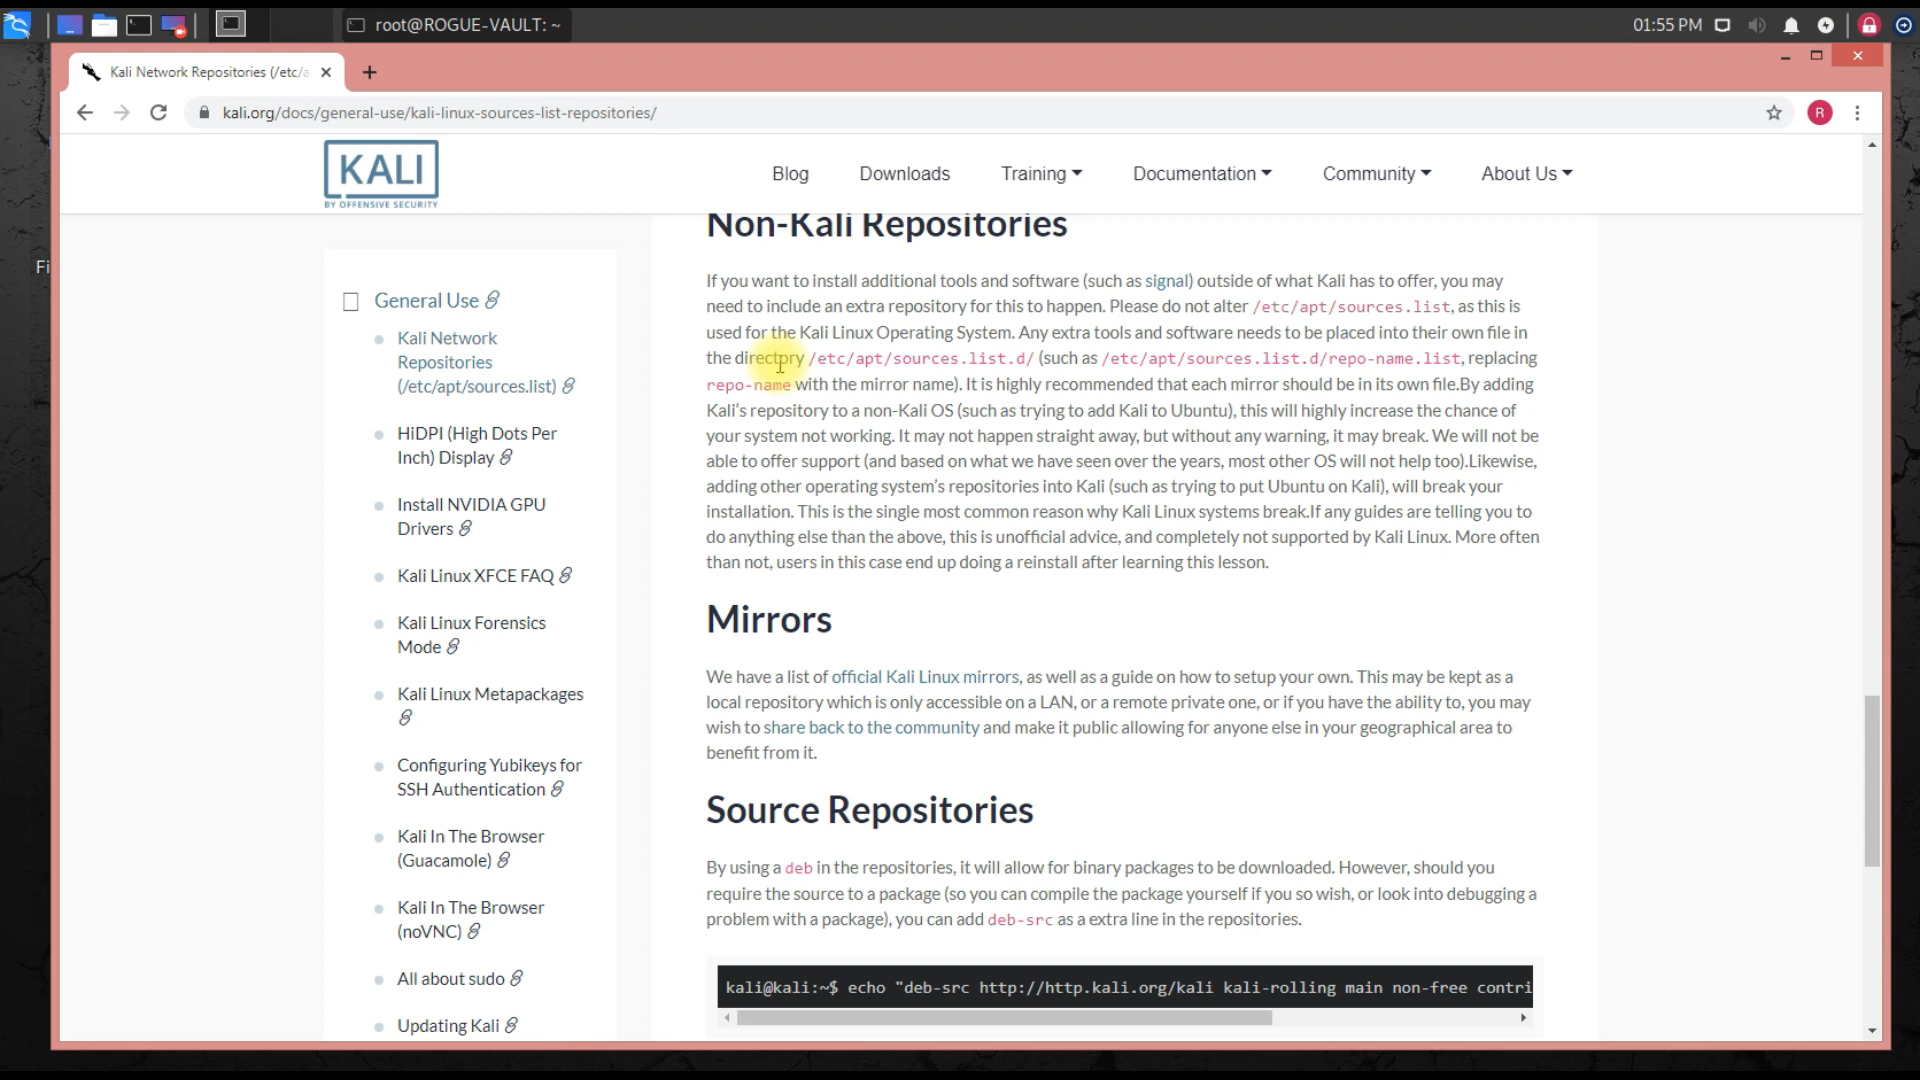 root@ROGUE-VAULT: ~
01:55 PM
Kali Network Repositories (/etc/a
kali.org/docs/general-use/kali-linux-sources-list-repositories/
R
KALI
BY OFFENSIVE SECURITY
Blog
Downloads
Training
Documentation
Community
About Us
Fi
General Use
Kali Network
Repositories
(/etc/apt/sources.list)
HiDPI (High Dots Per
Inch) Display
Install NVIDIA GPU
Drivers
Kali Linux XFCE FAQ
Kali Linux Forensics
Mode
Kali Linux Metapackages
Configuring Yubikeys for
SSH Authentication
Kali In The Browser
(Guacamole)
Kali In The Browser
(noVNC)
All about sudo
Updating Kali
Non-Kali Repositories
If you want to install additional tools and software (such as signal) outside of what Kali has to offer, you may
need to include an extra repository for this to happen. Please do not alter /etc/apt/sources.list, as this is
used for the Kali Linux Operating System. Any extra tools and software needs to be placed into their own file in
the directory /etc/apt/sources.list.d/ (such as /etc/apt/sources.list.d/repo-name.list, replacing
repo-name with the mirror name). It is highly recommended that each mirror should be in its own file.By adding
Kali’s repository to a non-Kali OS (such as trying to add Kali to Ubuntu), this will highly increase the chance of
your system not working. It may not happen straight away, but without any warning, it may break. We will not be
able to offer support (and based on what we have seen over the years, most other OS will not help too).Likewise,
adding other operating system’s repositories into Kali (such as trying to put Ubuntu on Kali), will break your
installation. This is the single most common reason why Kali Linux systems break.If any guides are telling you to
do anything else than the above, this is unofficial advice, and completely not supported by Kali Linux. More often
than not, users in this case end up doing a reinstall after learning this lesson.
Mirrors
We have a list of official Kali Linux mirrors, as well as a guide on how to setup your own. This may be kept as a
local repository which is only accessible on a LAN, or a remote private one, or if you have the ability to, you may
wish to share back to the community and make it public allowing for anyone else in your geographical area to
benefit from it.
Source Repositories
By using a deb in the repositories, it will allow for binary packages to be downloaded. However, should you
require the source to a package (so you can compile the package yourself if you so wish, or look into debugging a
problem with a package), you can add deb-src as a extra line in the repositories.
kali@kali:~$ echo "deb-src http://http.kali.org/kali kali-rolling main non-free contri